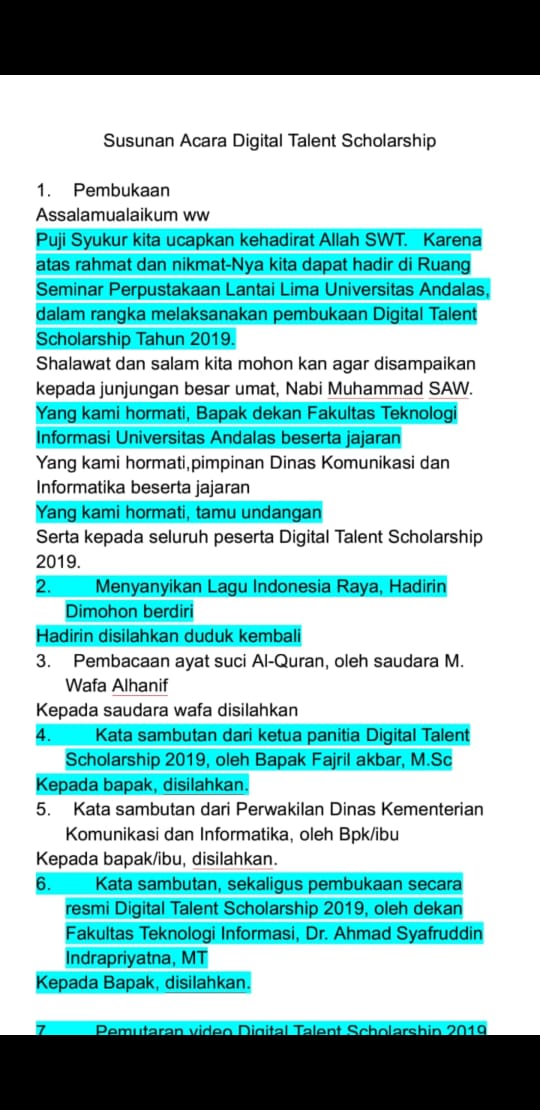 Susunan Acara Digital Talent Scholarship
1. Pembukaan
Assalamualaikum ww
Puji Syukur kita ucapkan kehadirat Allah SWT. Karena
atas rahmat dan nikmat-Nya kita dapat hadir di Ruang
Seminar Perpustakaan Lantai Lima Universitas Andalas,
dalam rangka melaksanakan pembukaan Digital Talent
Scholarship Tahun 2019.
Shalawat dan salam kita mohon kan agar disampaikan
kepada junjungan besar umat, Nabi Muhammad SAW.
Yang kami hormati, Bapak dekan Fakultas Teknologi
Informasi Universitas Andalas beserta jajaran
Yang kami hormati,pimpinan Dinas Komunikasi dan
Informatika beserta jajaran
Yang kami hormati, tamu undangan
Serta kepada seluruh peserta Digital Talent Scholarship
2019.
2. Menyanyikan Lagu Indonesia Raya, Hadirin
Dimohon berdiri
Hadirin disilahkan duduk kembali
3. Pembacaan ayat suci Al-Quran, oleh saudara M.
Wafa Alhanif
Kepada saudara wafa disilahkan
4. Kata sambutan dari ketua panitia Digital Talent
Scholarship 2019, oleh Bapak Fajril akbar, M.Sc
Kepada bapak, disilahkan.
5. Kata sambutan dari Perwakilan Dinas Kementerian
Komunikasi dan Informatika, oleh Bpk/ibu
Kepada bapak/ibu, disilahkan.
6. Kata sambutan, sekaligus pembukaan secara
resmi Digital Talent Scholarship 2019, oleh dekan
Fakultas Teknologi Informasi, Dr. Ahmad Syafruddin
Indrapriyatna, MT
Kepada Bapak, disilahkan.
7. Pemutaran video Digital Talent Scholarship 2019